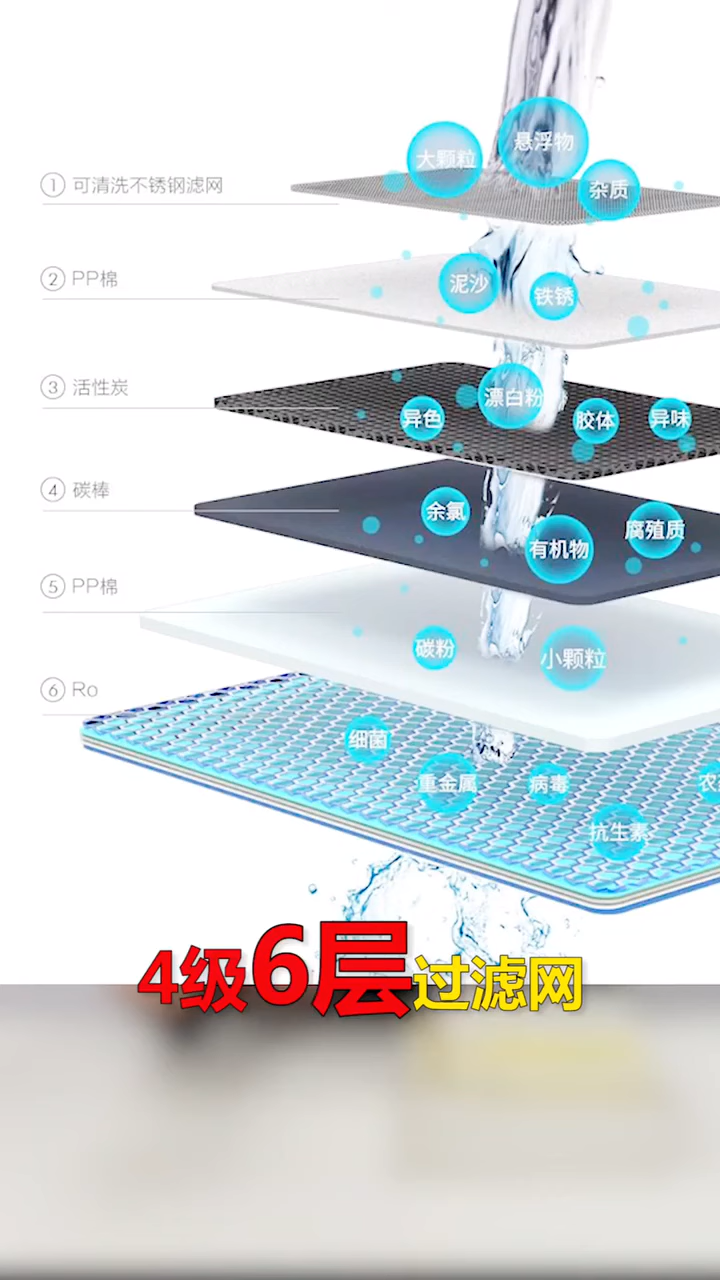 悬浮物
大颗粒
杂质
① 可清洗不锈钢滤网
② PP棉
泥沙
铁锈
③ 活性炭
漂白粉
异色
胶体
异味
④ 碳棒
余氯
腐殖质
有机物
⑤ PP棉
碳粉
小颗粒
⑥ Ro
细菌
重金属
病毒
农
抗生素
4级6层过滤网